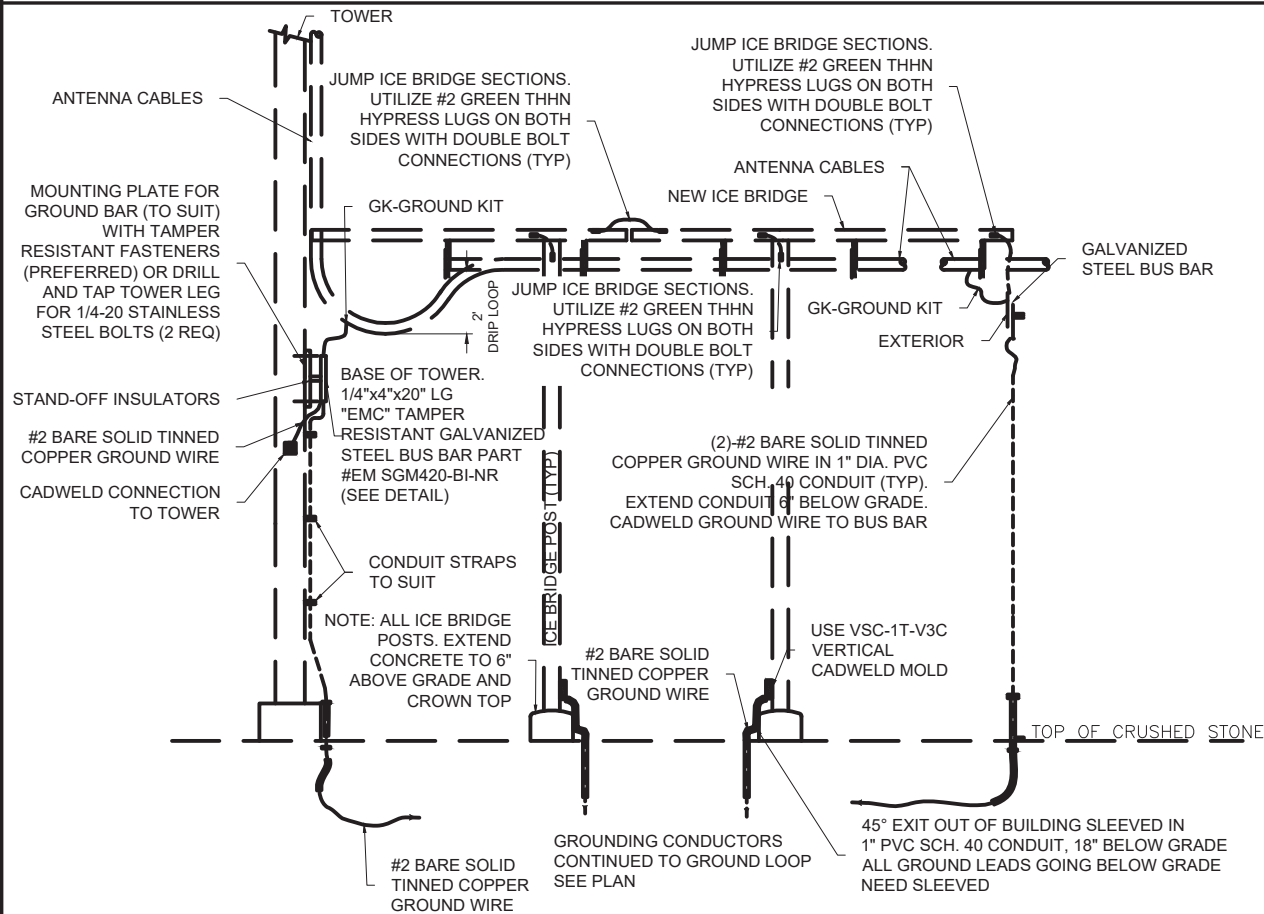 TOWER
ANTENNA CABLES
JUMP ICE BRIDGE SECTIONS.
UTILIZE #2 GREEN THHN
HYPRESS LUGS ON BOTH
SIDES WITH DOUBLE BOLT
CONNECTIONS (TYP)
JUMP ICE BRIDGE SECTIONS.
UTILIZE #2 GREEN THHN
HYPRESS LUGS ON BOTH
SIDES WITH DOUBLE BOLT
CONNECTIONS (TYP)
ANTENNA CABLES
NEW ICE BRIDGE
MOUNTING PLATE FOR
GROUND BAR (TO SUIT)
WITH TAMPER
RESISTANT FASTENERS
(PREFERRED) OR DRILL
AND TAP TOWER LEG
FOR 1/4-20 STAINLESS
STEEL BOLTS (2 REQ)
GK-GROUND KIT
GALVANIZED
STEEL BUS BAR
2'
DRIP LOOP
JUMP ICE BRIDGE SECTIONS.
UTILIZE #2 GREEN THHN
HYPRESS LUGS ON BOTH
SIDES WITH DOUBLE BOLT
CONNECTIONS (TYP)
GK-GROUND KIT
EXTERIOR
STAND-OFF INSULATORS
#2 BARE SOLID TINNED
COPPER GROUND WIRE
CADWELD CONNECTION
TO TOWER
BASE OF TOWER.
1/4"x4"x20" LG
"EMC" TAMPER
RESISTANT GALVANIZED
STEEL BUS BAR PART
#EM SGM420-BI-NR
(SEE DETAIL)
ICE BRIDGE POST (TYP)
(2)-#2 BARE SOLID TINNED
COPPER GROUND WIRE IN 1" DIA. PVC
SCH. 40 CONDUIT (TYP).
EXTEND CONDUIT 6" BELOW GRADE.
CADWELD GROUND WIRE TO BUS BAR
CONDUIT STRAPS
TO SUIT
NOTE: ALL ICE BRIDGE
POSTS. EXTEND
CONCRETE TO 6"
ABOVE GRADE AND
CROWN TOP
#2 BARE SOLID
TINNED COPPER
GROUND WIRE
USE VSC-1T-V3C
VERTICAL
CADWELD MOLD
TOP OF CRUSHED STONE
#2 BARE SOLID
TINNED COPPER
GROUND WIRE
GROUNDING CONDUCTORS
CONTINUED TO GROUND LOOP
SEE PLAN
45° EXIT OUT OF BUILDING SLEEVED IN
1" PVC SCH. 40 CONDUIT, 18" BELOW GRADE
ALL GROUND LEADS GOING BELOW GRADE
NEED SLEEVED